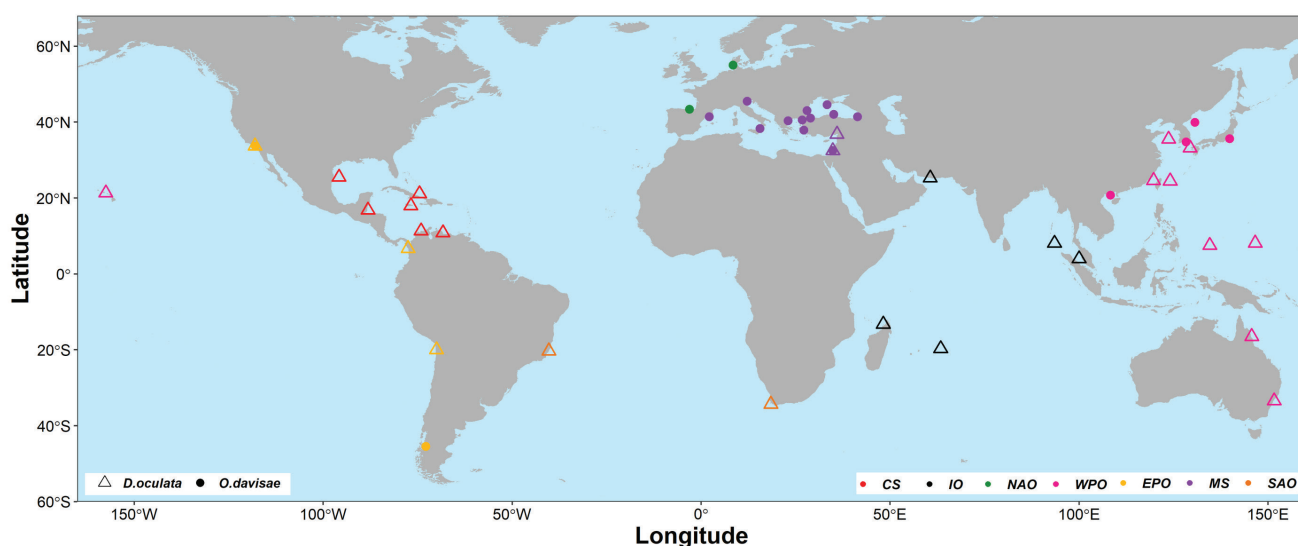 60°N
40°N
20°N
0°
20°S
40°S
60°S
Latitude
D.oculata O.davisae
CS IO NAO WPO EPO MS SAO
150°W 100°W 50°W 0° 50°E 100°E 150°E
Longitude